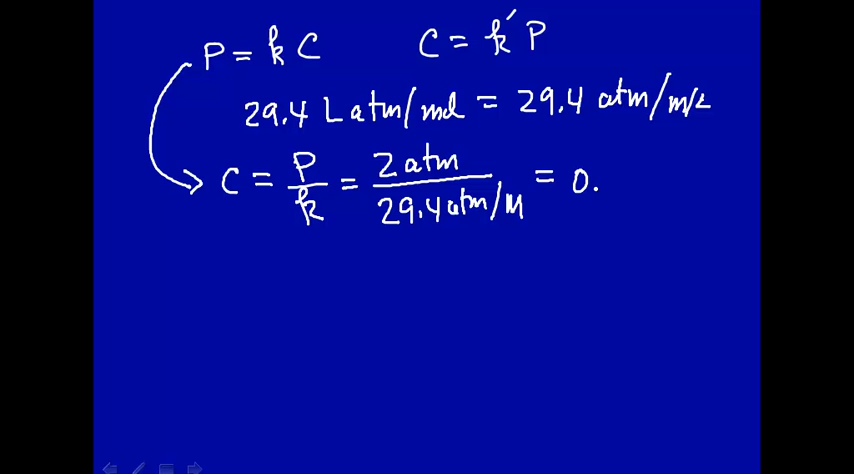 P = k C C = k′ P
29.4 L atm/mol = 29.4 atm/m/L
C = P/k = 2 atm / 29.4 atm/M = 0.